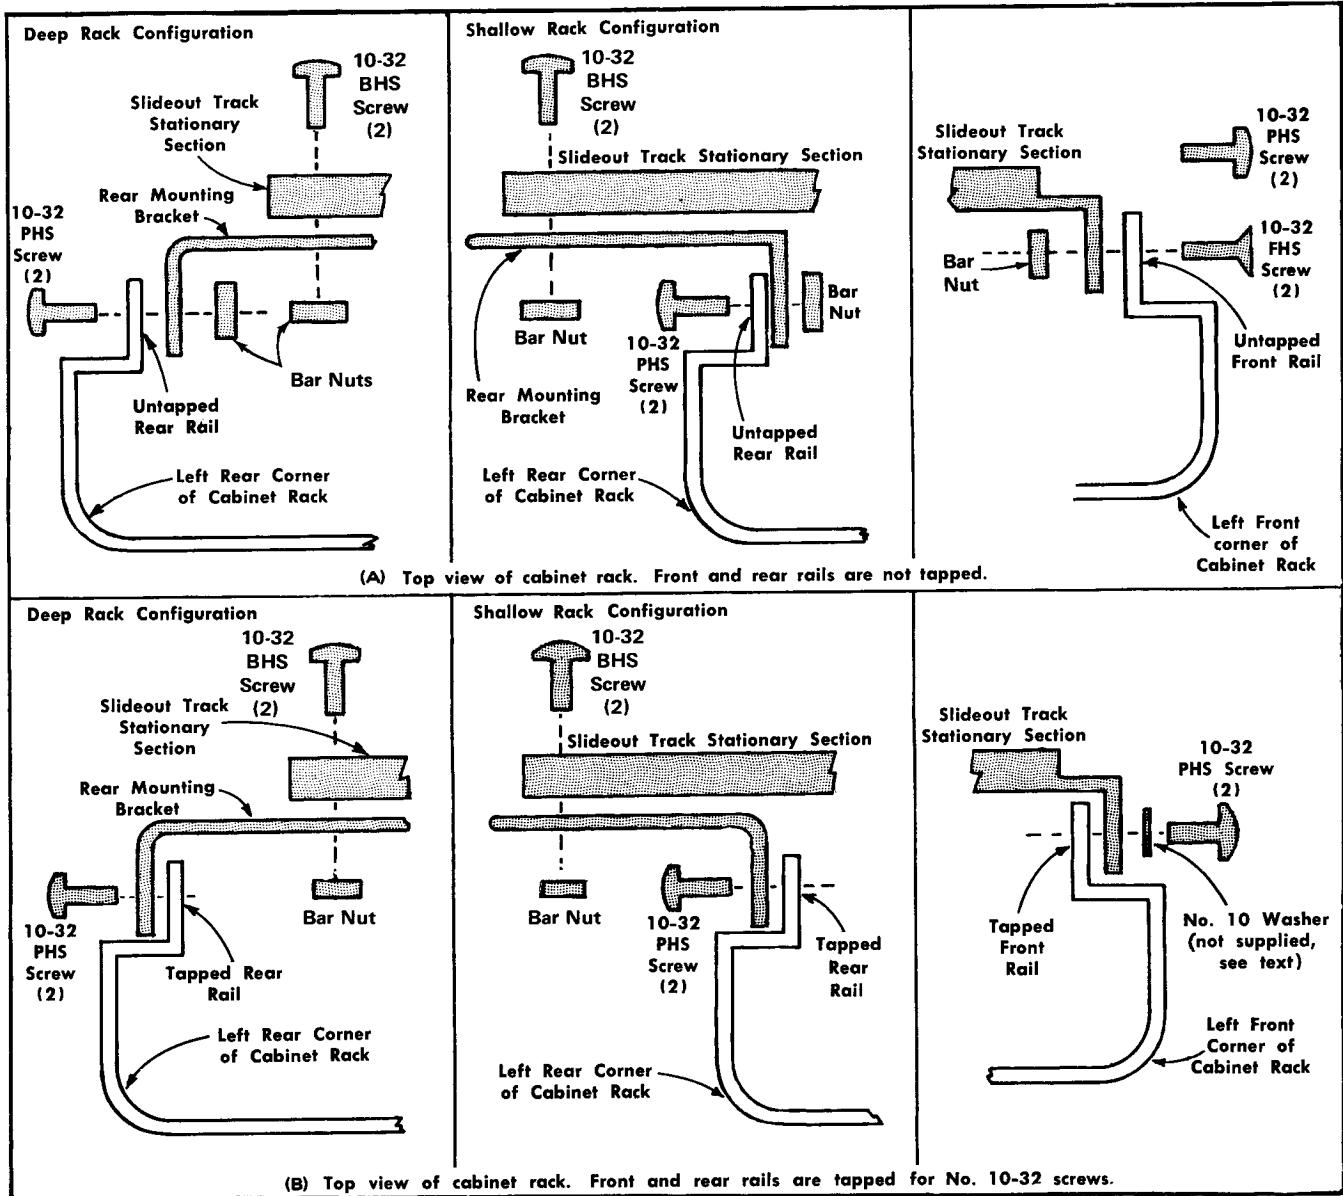 Deep Rack Configuration
10-32
BHS
Screw
(2)
Slideout Track
Stationary
Section
Rear Mounting
Bracket
10-32
PHS
Screw
(2)
Bar Nuts
Untapped
Rear Rail
Left Rear Corner
of Cabinet Rack
Shallow Rack Configuration
10-32
BHS
Screw
(2)
Slideout Track Stationary Section
Bar Nut
Bar
Nut
10-32
PHS
Screw
(2)
Rear Mounting
Bracket
Untapped
Rear Rail
Left Rear Corner
of Cabinet Rack
Slideout Track
Stationary Section
10-32
PHS
Screw
(2)
10-32
FHS
Screw
(2)
Bar
Nut
Untapped
Front Rail
Left Front
corner of
Cabinet Rack
(A) Top view of cabinet rack. Front and rear rails are not tapped.
Deep Rack Configuration
10-32
BHS
Screw
(2)
Slideout Track
Stationary
Section
Rear Mounting
Bracket
10-32
PHS
Screw
(2)
Bar Nut
Tapped Rear
Rail
Left Rear Corner
of Cabinet Rack
Shallow Rack Configuration
10-32
BHS
Screw
(2)
Slideout Track Stationary Section
Bar Nut
10-32
PHS
Screw
(2)
Tapped
Rear
Rail
Left Rear Corner
of Cabinet Rack
Slideout Track
Stationary Section
10-32
PHS Screw
(2)
Tapped
Front
Rail
No. 10 Washer
(not supplied,
see text)
Left Front
Corner of
Cabinet Rack
(B) Top view of cabinet rack. Front and rear rails are tapped for No. 10-32 screws.